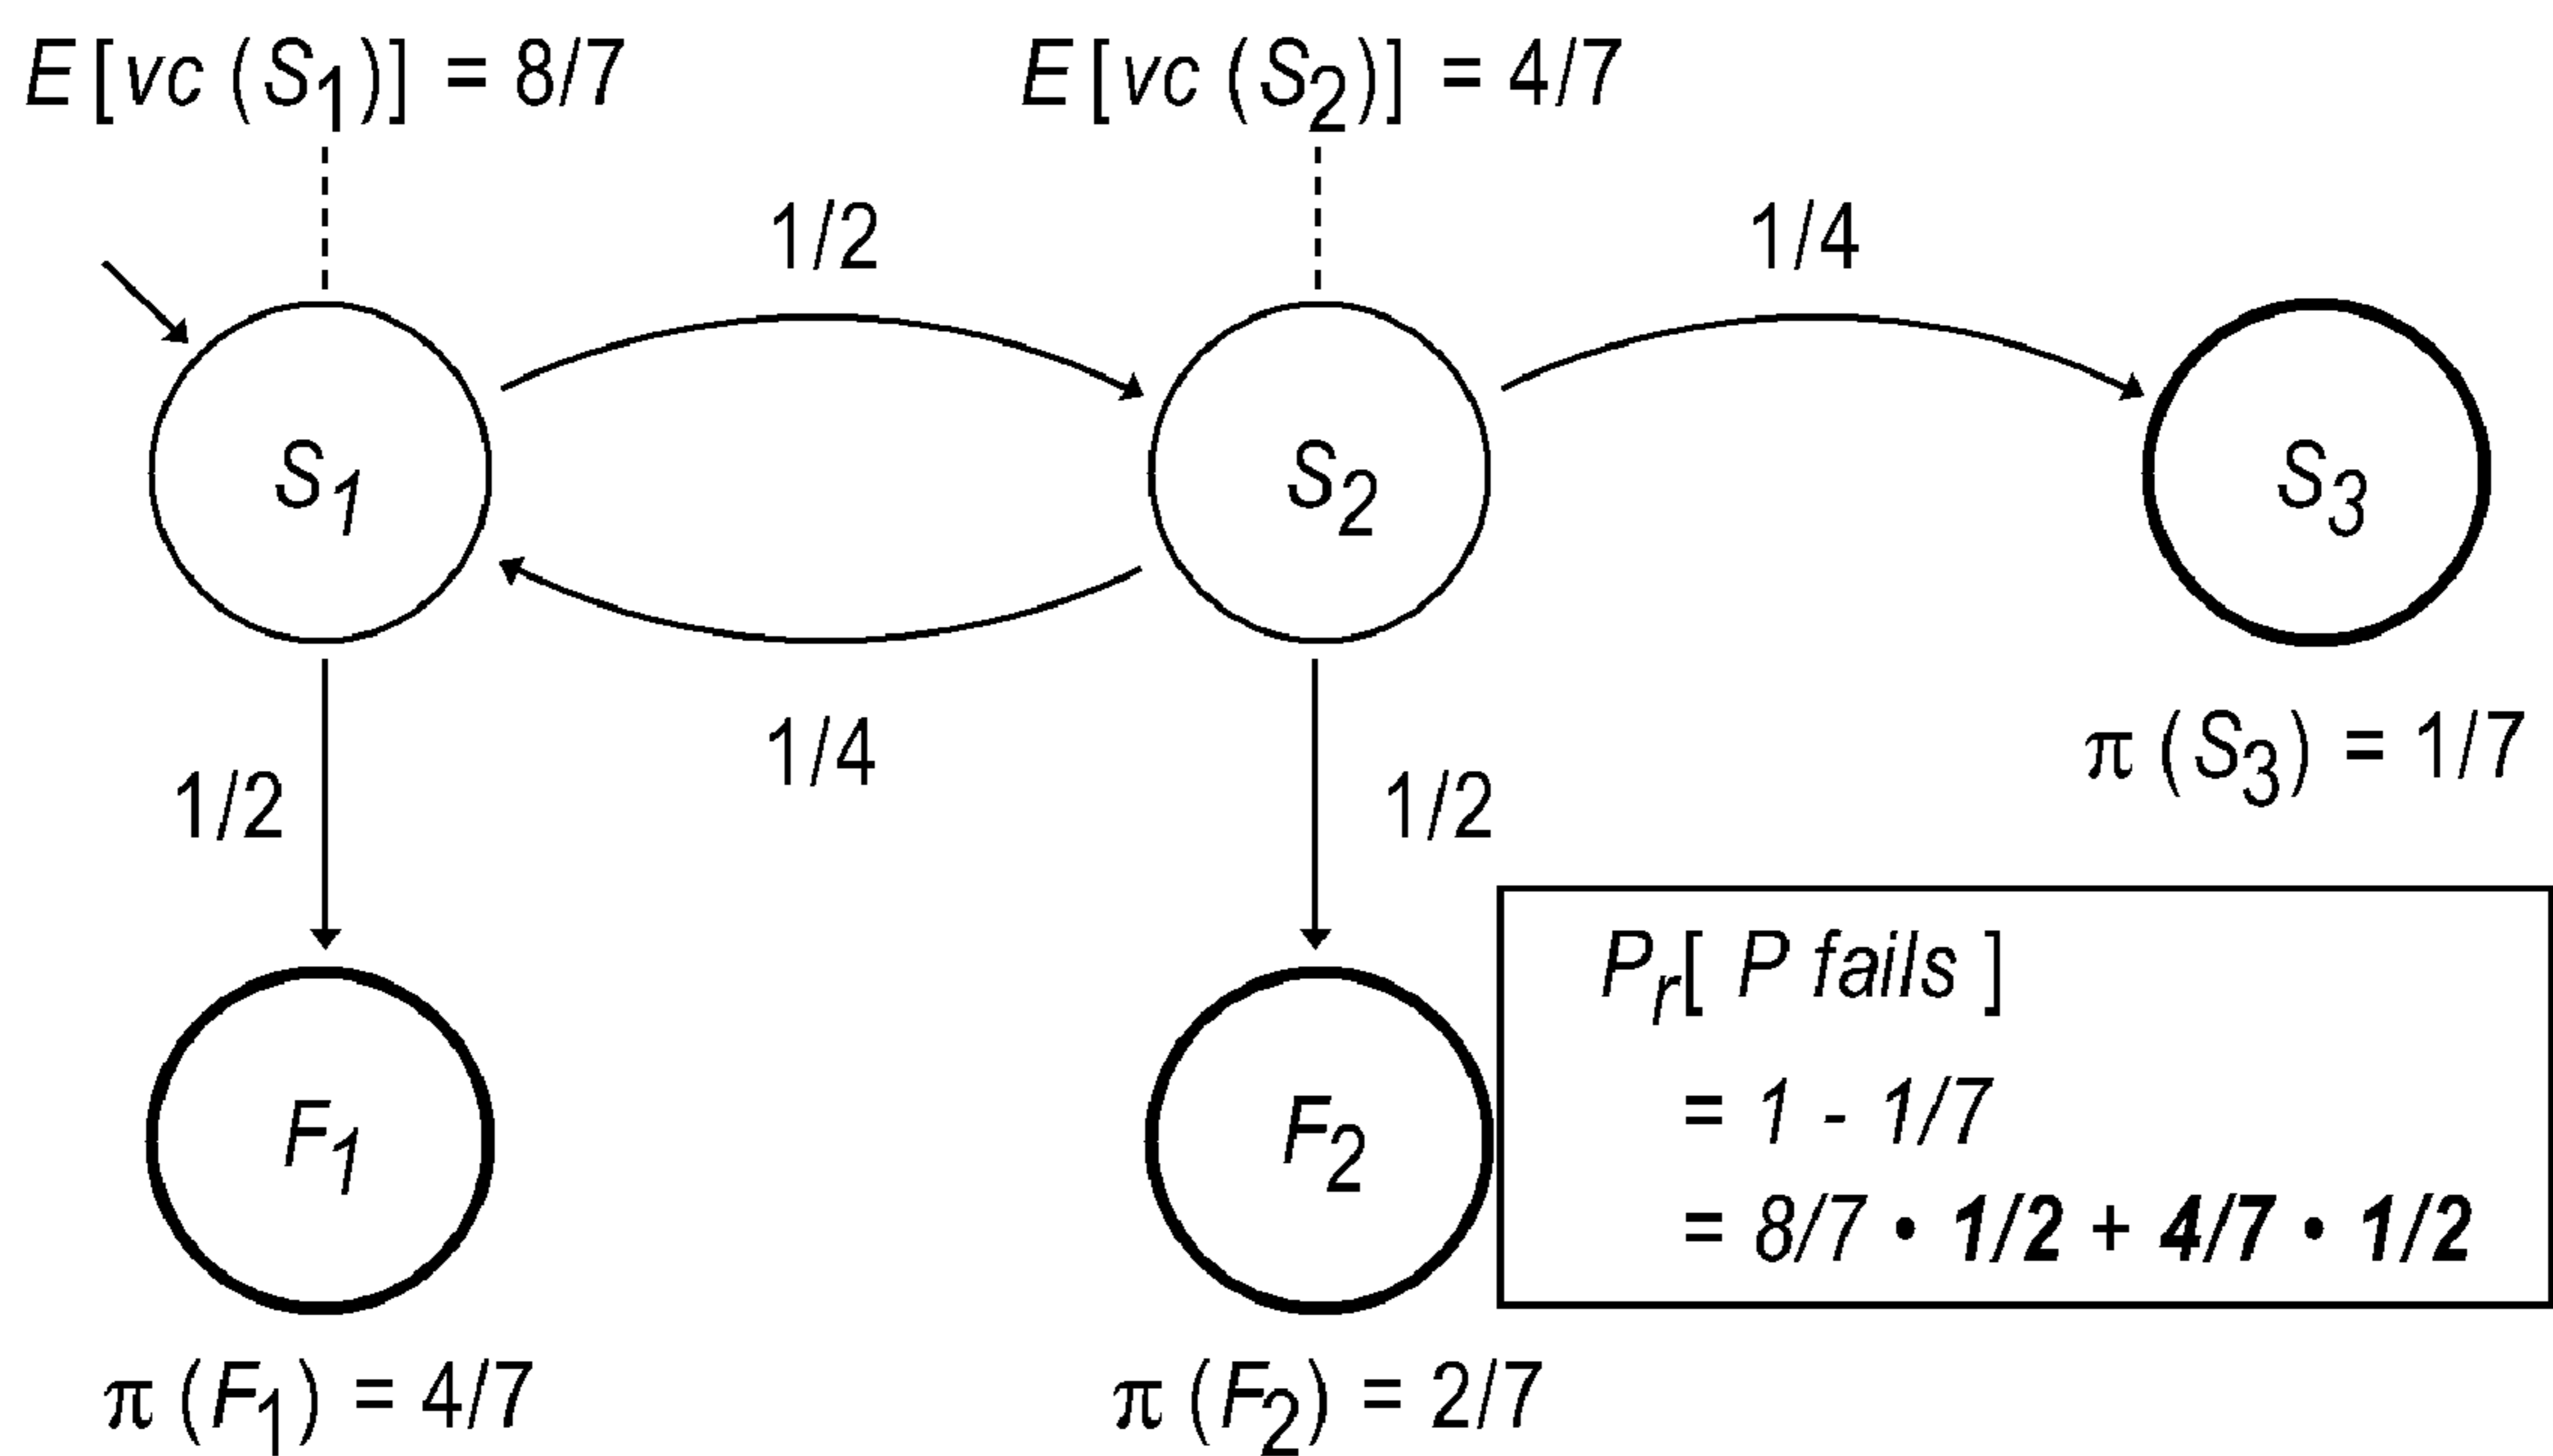 E [ vc ( S1 ) ] = 8/7
E [ vc ( S2 ) ] = 4/7
1/2
1/4
S1
S2
S3
1/4
π ( S3 ) = 1/7
1/2
1/2
F1
F2
Pr[ P fails ]
= 1 - 1/7
= 8/7 • 1/2 + 4/7 • 1/2
π ( F1 ) = 4/7
π ( F2 ) = 2/7